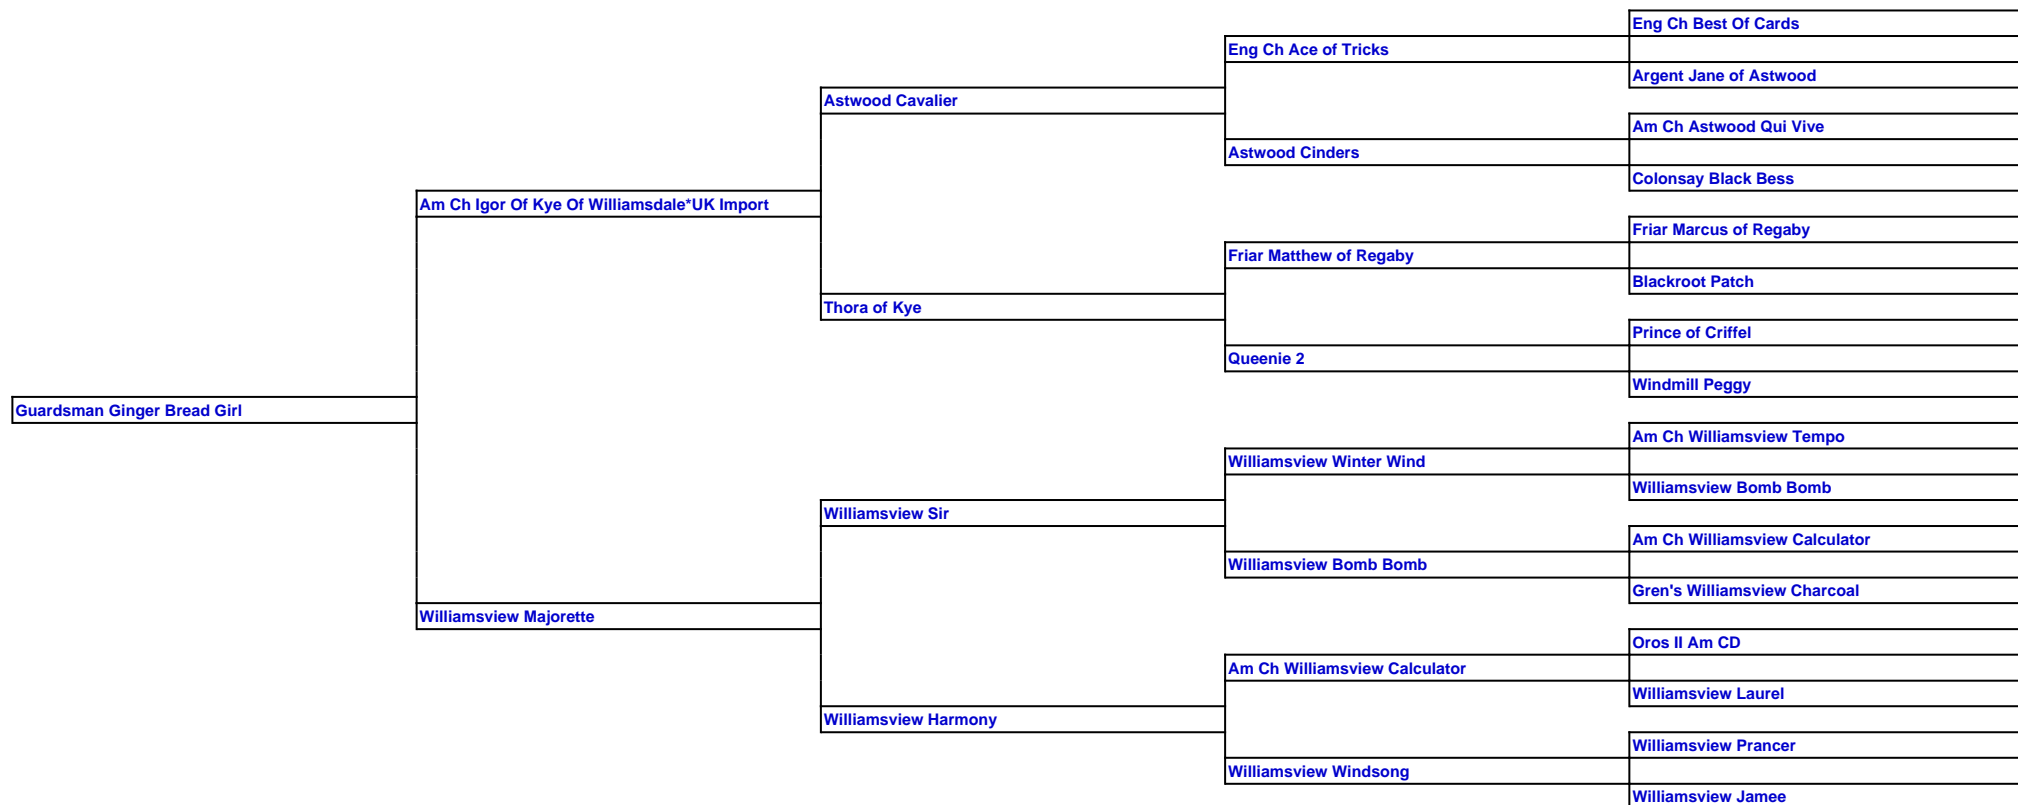 Eng Ch Best Of Cards
Eng Ch Ace of Tricks
Argent Jane of Astwood
Astwood Cavalier
Am Ch Astwood Qui Vive
Astwood Cinders
Colonsay Black Bess
Am Ch Igor Of Kye Of Williamsdale*UK Import
Friar Marcus of Regaby
Friar Matthew of Regaby
Blackroot Patch
Thora of Kye
Prince of Criffel
Queenie 2
Windmill Peggy
Guardsman Ginger Bread Girl
Am Ch Williamsview Tempo
Williamsview Winter Wind
Williamsview Bomb Bomb
Williamsview Sir
Am Ch Williamsview Calculator
Williamsview Bomb Bomb
Gren's Williamsview Charcoal
Williamsview Majorette
Oros II Am CD
Am Ch Williamsview Calculator
Williamsview Laurel
Williamsview Harmony
Williamsview Prancer
Williamsview Windsong
Williamsview Jamee